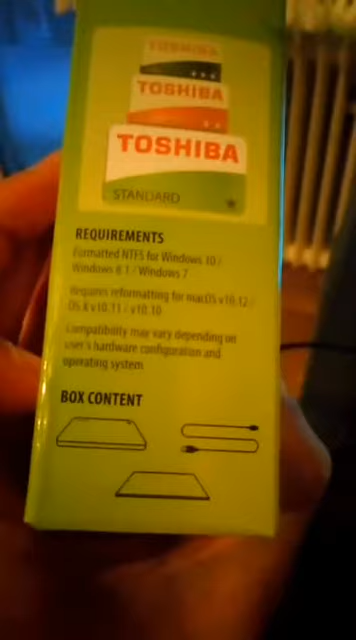 TOSHIBA
TOSHIBA
TOSHIBA
STANDARD
REQUIREMENTS
Formatted NTFS for Windows 10 /
Windows 8.1 / Windows 7
Requires reformatting for macOS v10.12 /
OS X v10.11 / v10.10
Compatibility may vary depending on
user's hardware configuration and
operating system.
BOX CONTENT